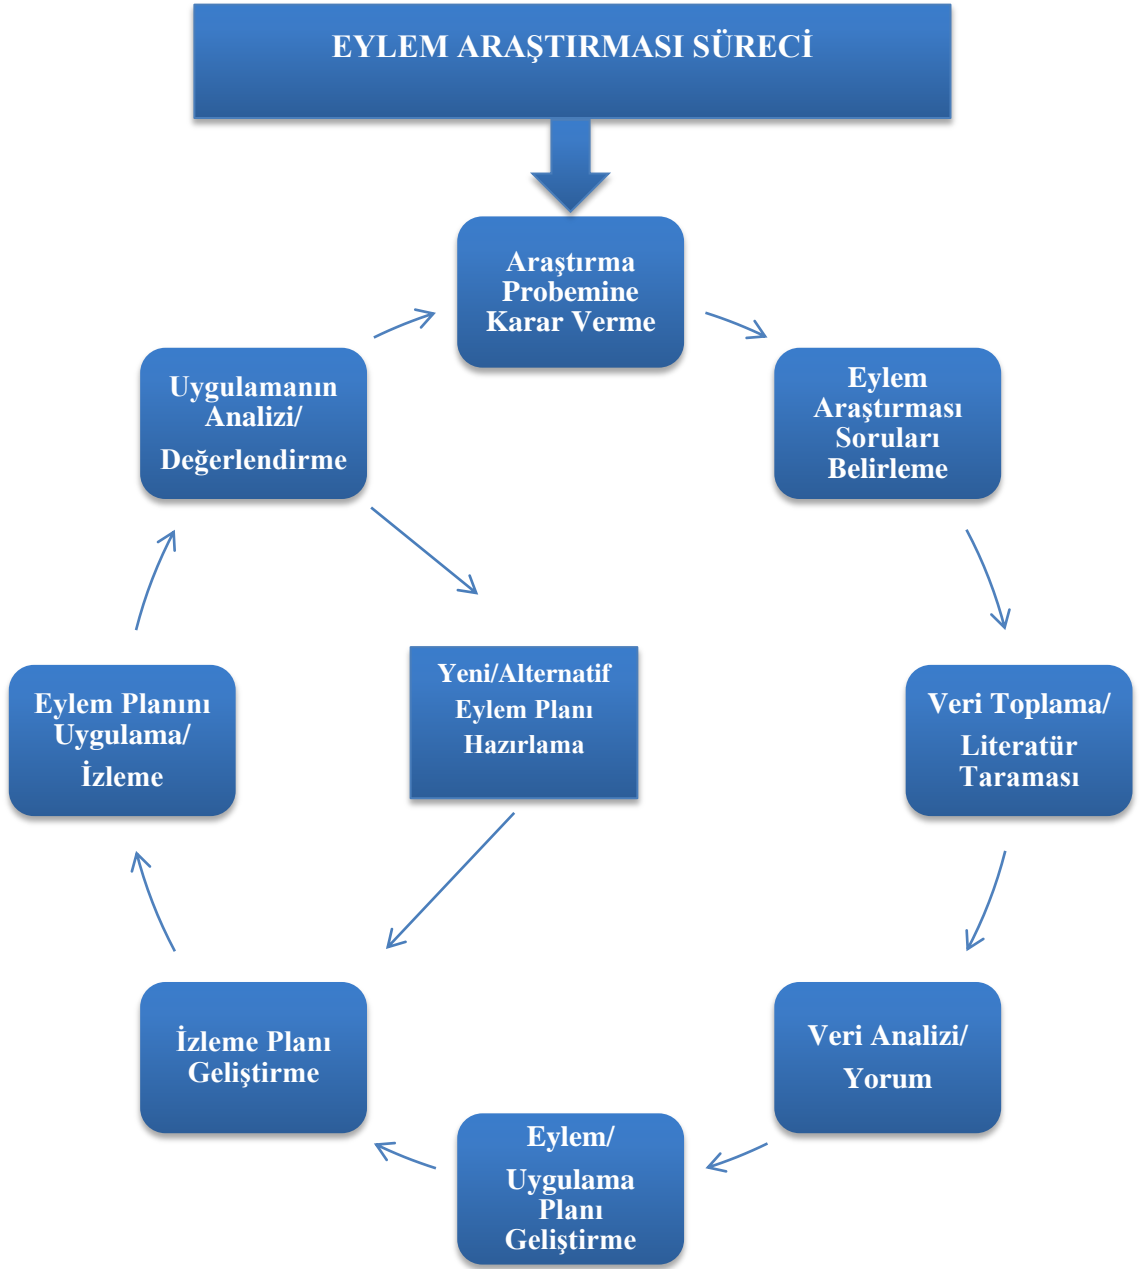 EYLEM ARAŞTIRMASI SÜRECİ
Araştırma
Probemine
Karar Verme
Eylem
Araştırması
Soruları
Belirleme
Veri Toplama/
Literatür
Taraması
Veri Analizi/
Yorum
Eylem/
Uygulama
Planı
Geliştirme
İzleme Planı
Geliştirme
Eylem Planını
Uygulama/
İzleme
Uygulamanın
Analizi/
Değerlendirme
Yeni/Alternatif
Eylem Planı
Hazırlama